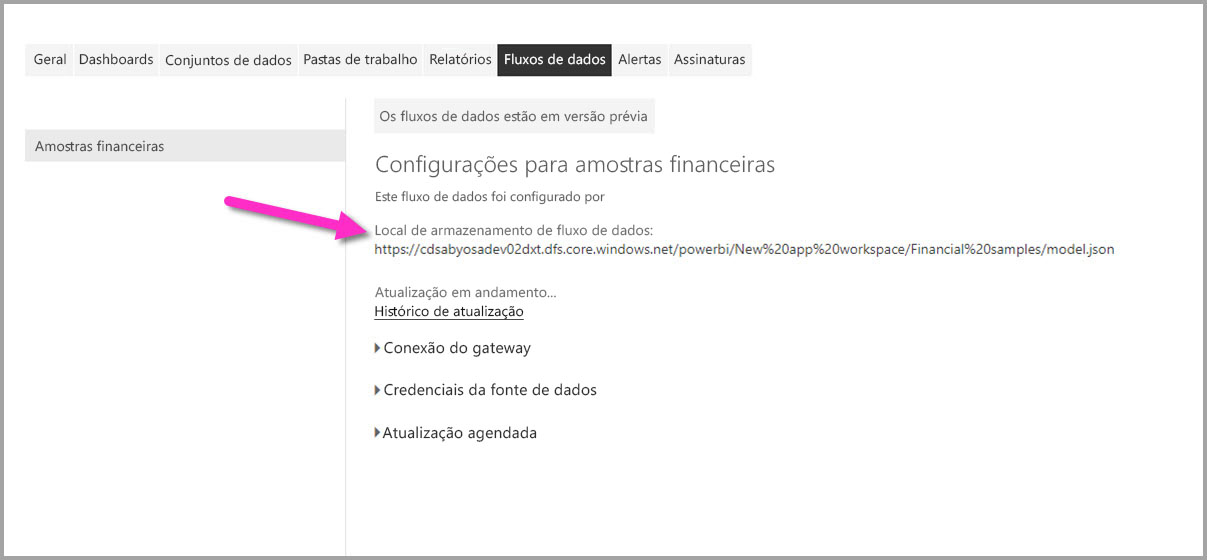 Geral Dashboards Conjuntos de dados Pastas de trabalho Relatórios Fluxos de dados Alertas Assinaturas
Amostras financeiras
Os fluxos de dados estão em versão prévia
Configurações para amostras financeiras
Este fluxo de dados foi configurado por
Local de armazenamento de fluxo de dados:
https://cdsabyosadev02dxt.dfs.core.windows.net/powerbi/New%20app%20workspace/Financial%20samples/model.json
Atualização em andamento...
Histórico de atualização
Conexão do gateway
Credenciais da fonte de dados
Atualização agendada